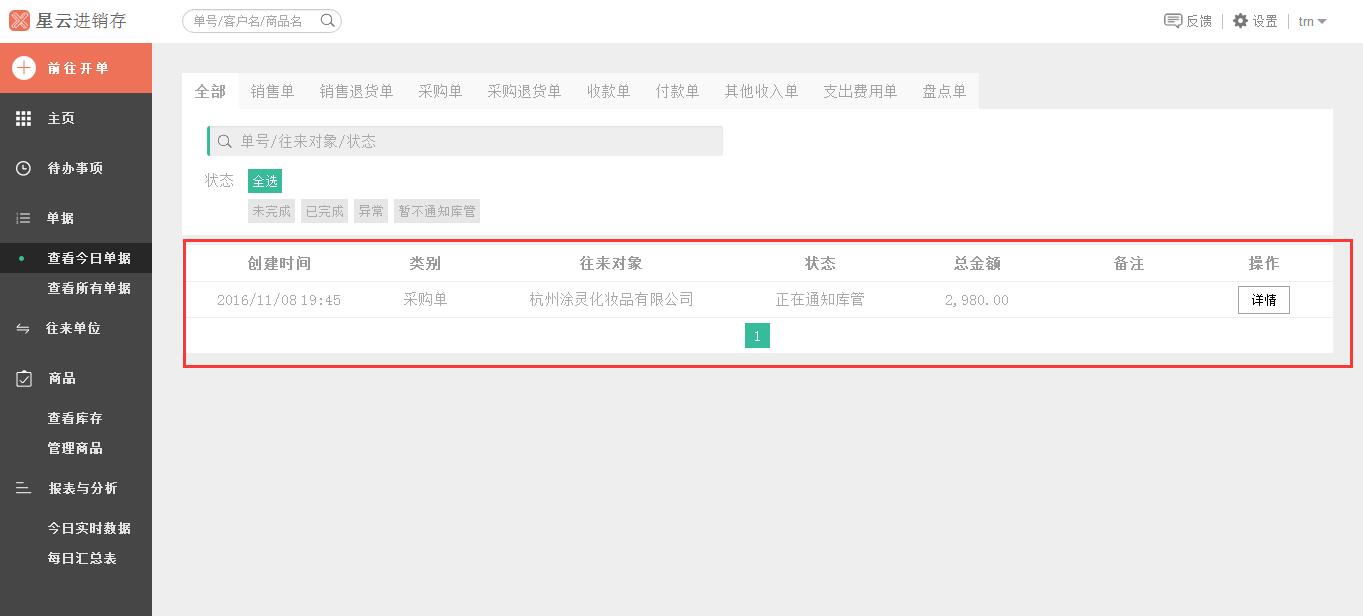 星云进销存
单号/客户名/商品名
反馈
设置
trn
前往开单
主页
待办事项
单据
查看今日单据
查看所有单据
往来单位
商品
查看库存
管理商品
报表与分析
今日实时数据
每日汇总表
全部 销售单 销售退货单 采购单 采购退货单 收款单 付款单 其他收入单 支出费用单 盘点单
单号/往来对象/状态
状态 全选
未完成 已完成 异常 暂不通知库管
创建时间 类别 往来对象 状态 总金额 备注 操作
2016/11/08 19:45 采购单 杭州涂灵化妆品有限公司 正在通知库管 2,980.00 详情
1